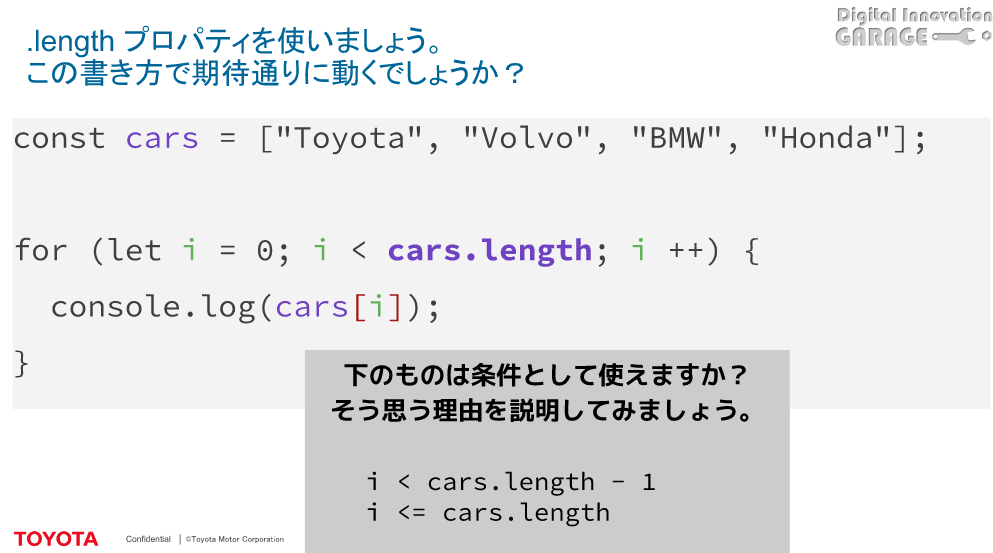 Digital Innovation
GARAGE
.length プロパティを使いましょう。
この書き方で期待通りに動くでしょうか？
const cars = ["Toyota", "Volvo", "BMW", "Honda"];
for (let i = 0; i < cars.length; i ++) {
console.log(cars[i]);
}
下のものは条件として使えますか？
そう思う理由を説明してみましょう。
i < cars.length - 1
i <= cars.length
TOYOTA Confidential | ©Toyota Motor Corporation